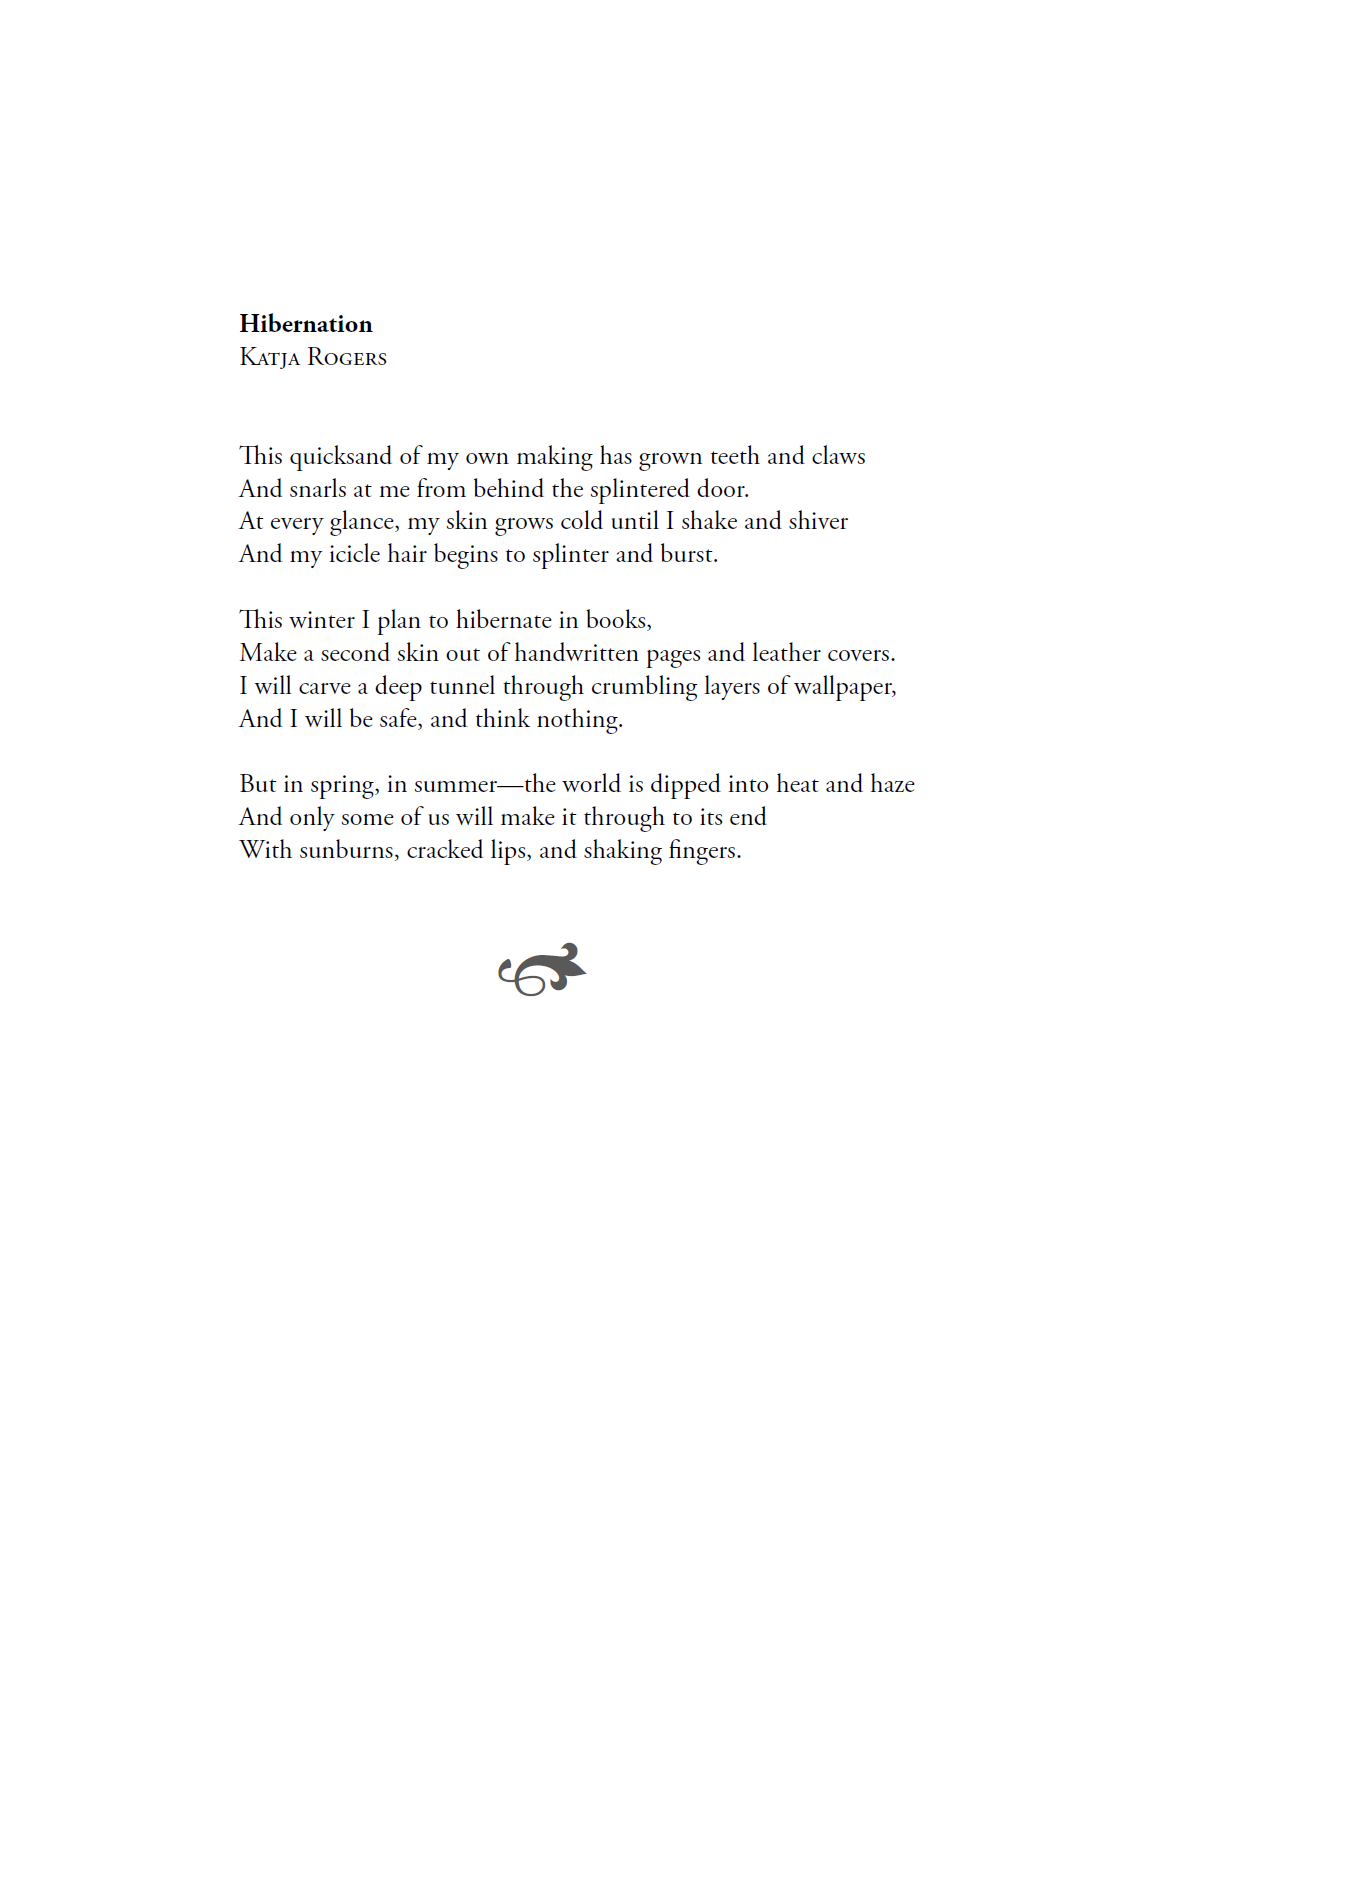 Hibernation
Katja Rogers
This quicksand of my own making has grown teeth and claws
And snarls at me from behind the splintered door.
At every glance, my skin grows cold until I shake and shiver
And my icicle hair begins to splinter and burst.
This winter I plan to hibernate in books,
Make a second skin out of handwritten pages and leather covers.
I will carve a deep tunnel through crumbling layers of wallpaper,
And I will be safe, and think nothing.
But in spring, in summer—the world is dipped into heat and haze
And only some of us will make it through to its end
With sunburns, cracked lips, and shaking fingers.